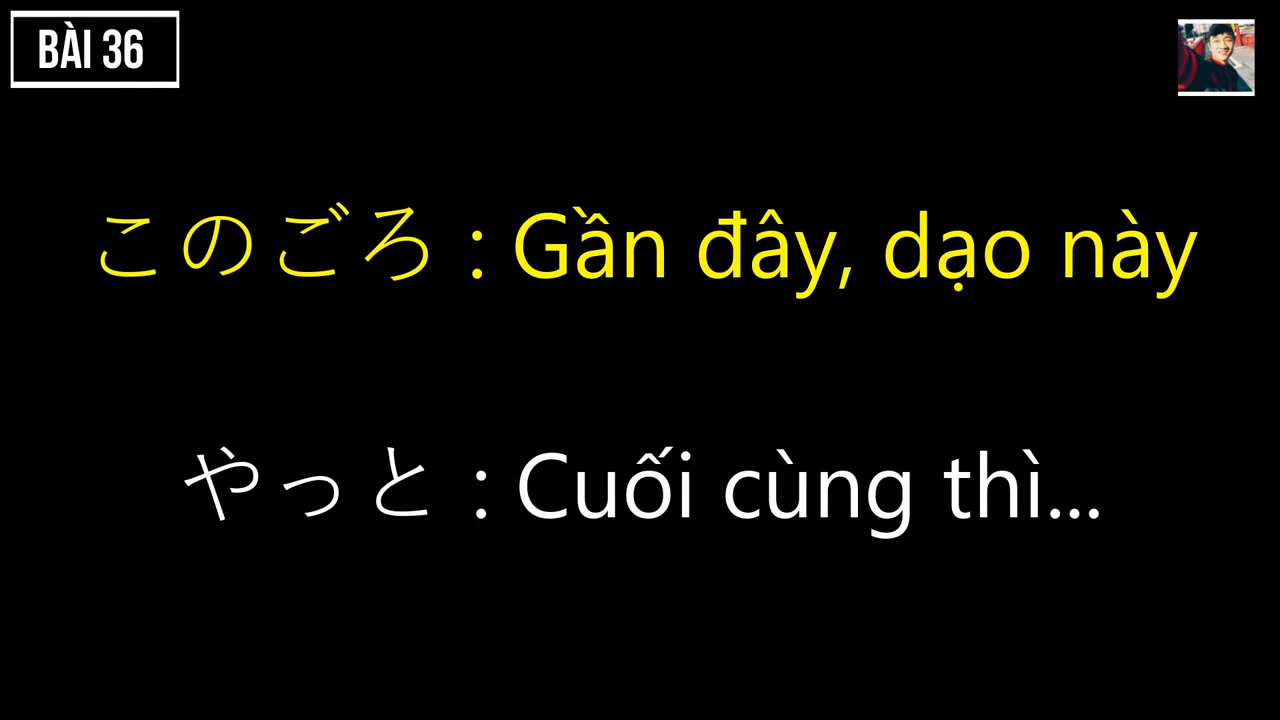 BÀI 36
このごろ : Gần đây, dạo này
やっと : Cuối cùng thì...